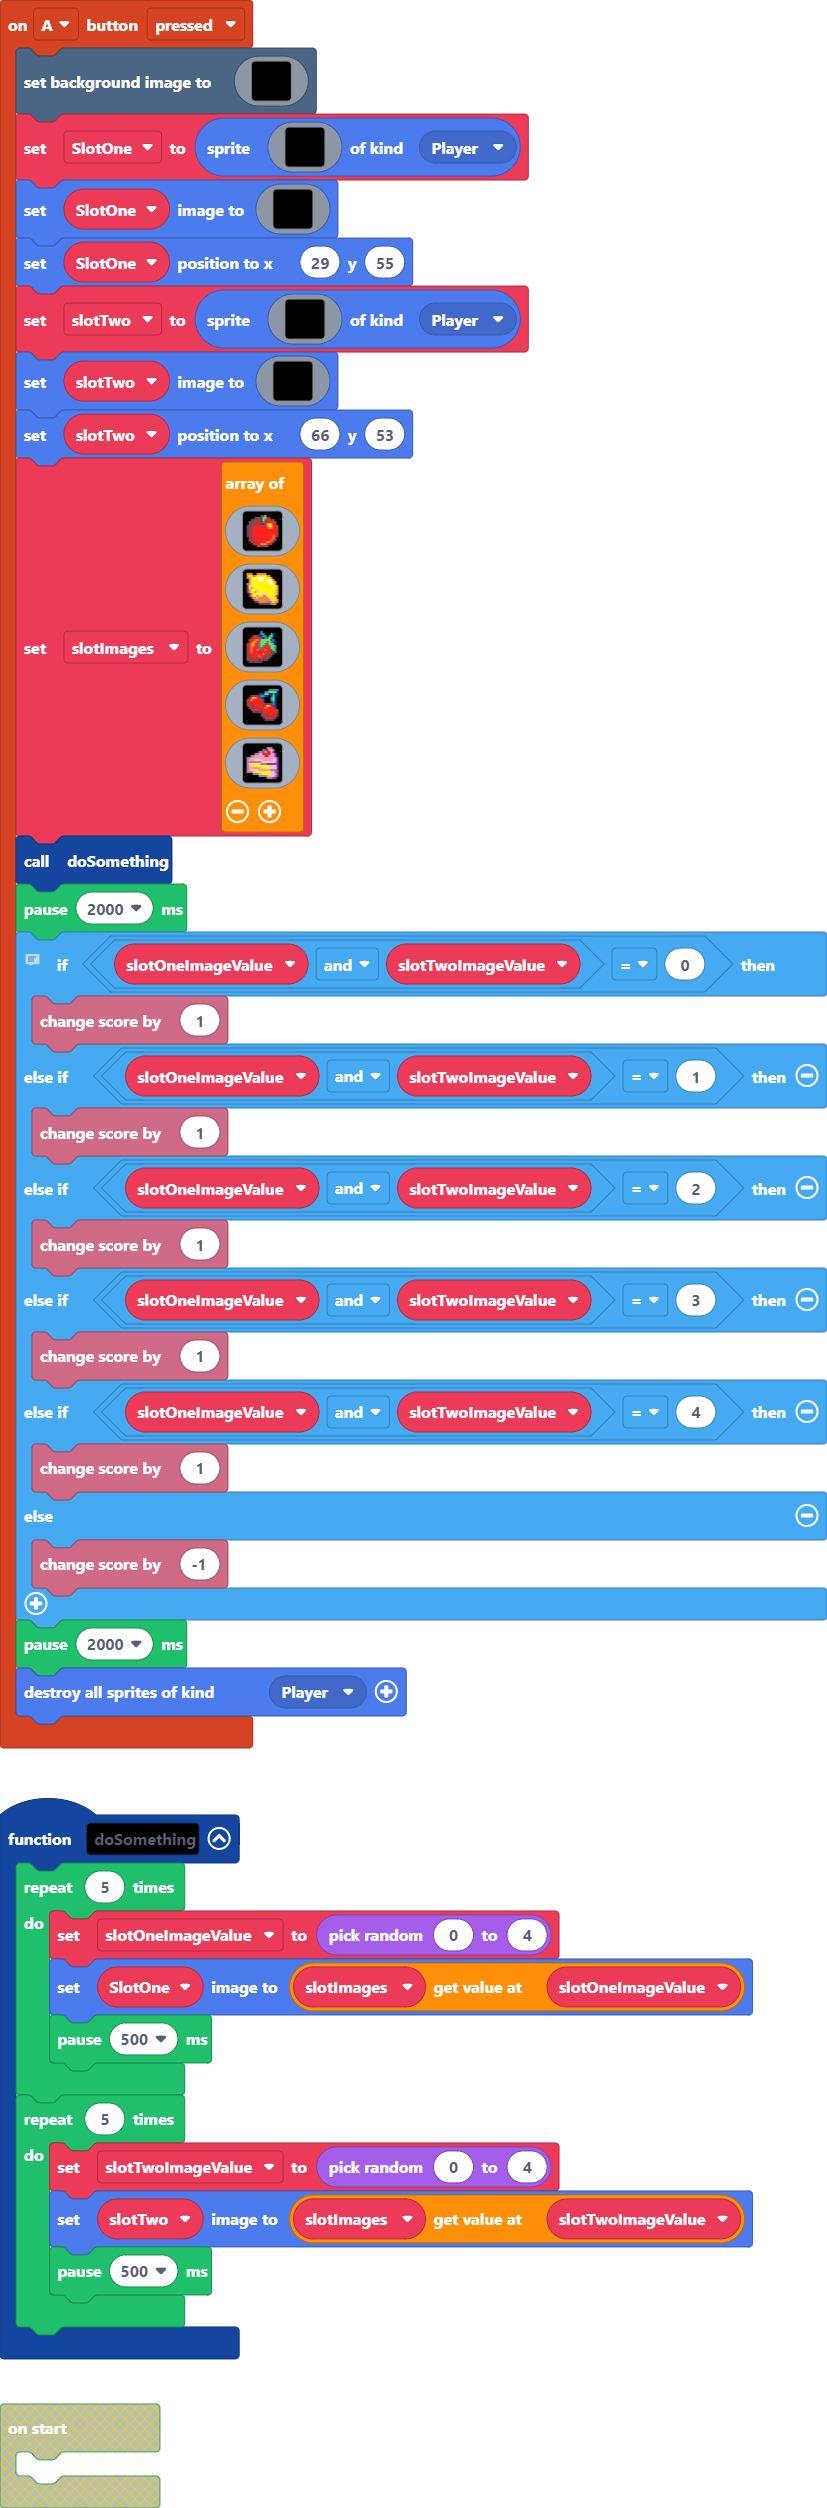 on A button pressed
set background image to
set SlotOne to sprite of kind Player
set SlotOne image to
set SlotOne position to x 29 y 55
set slotTwo to sprite of kind Player
set slotTwo image to
set slotTwo position to x 66 y 53
array of
set slotImages to
call doSomething
pause 2000 ms
if slotOneImageValue and slotTwoImageValue = 0 then
change score by 1
else if slotOneImageValue and slotTwoImageValue = 1 then
change score by 1
else if slotOneImageValue and slotTwoImageValue = 2 then
change score by 1
else if slotOneImageValue and slotTwoImageValue = 3 then
change score by 1
else if slotOneImageValue and slotTwoImageValue = 4 then
change score by 1
else
change score by -1
pause 2000 ms
destroy all sprites of kind Player
function doSomething
repeat 5 times
do set slotOneImageValue to pick random 0 to 4
set SlotOne image to slotImages get value at slotOneImageValue
pause 500 ms
repeat 5 times
do set slotTwoImageValue to pick random 0 to 4
set slotTwo image to slotImages get value at slotTwoImageValue
pause 500 ms
on start